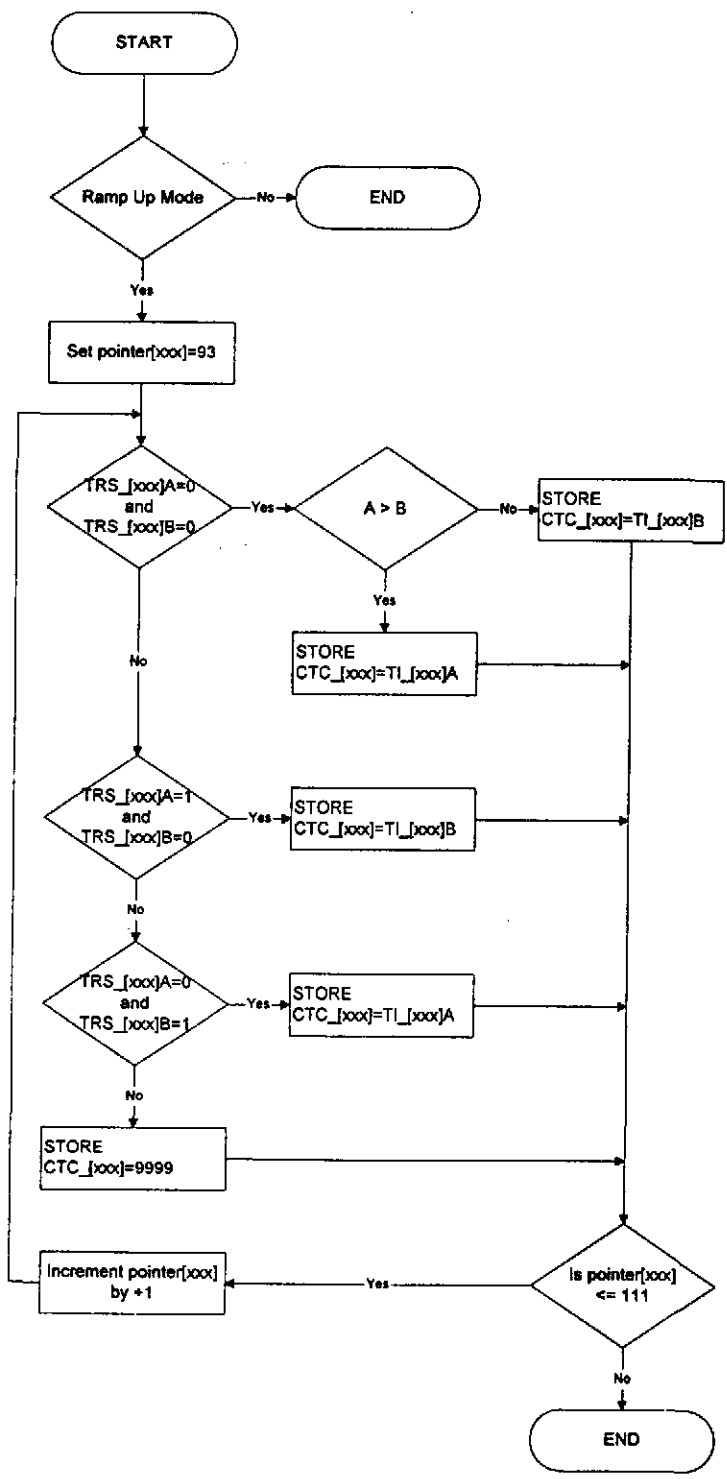 START
Ramp Up Mode
No
END
Yes
Set pointer[xxx]=93
TRS_[xxx]A=0
and
TRS_[xxx]B=0
Yes
A > B
No
STORE
CTC_[xxx]=TI_[xxx]B
Yes
STORE
CTC_[xxx]=TI_[xxx]A
No
TRS_[xxx]A=1
and
TRS_[xxx]B=0
Yes
STORE
CTC_[xxx]=TI_[xxx]B
No
TRS_[xxx]A=0
and
TRS_[xxx]B=1
Yes
STORE
CTC_[xxx]=TI_[xxx]A
No
STORE
CTC_[xxx]=9999
Is pointer[xxx]
<= 111
Yes
Increment pointer[xxx]
by +1
No
END